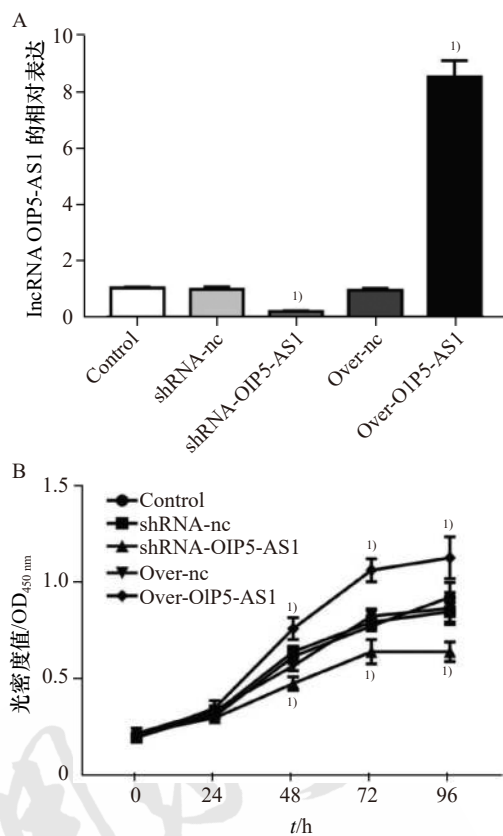 A
lncRNA OIP5-AS1 的相对表达
10
8
6
4
2
0
1)
1)
Control
shRNA-nc
shRNA-OIP5-AS1
Over-nc
Over-O1P5-AS1
B
光密度值/OD450 nm
1.5
1.0
0.5
0
Control
shRNA-nc
shRNA-OIP5-AS1
Over-nc
Over-OIP5-AS1
1)
1)
1)
1)
1)
1)
0 24 48 72 96
t/h